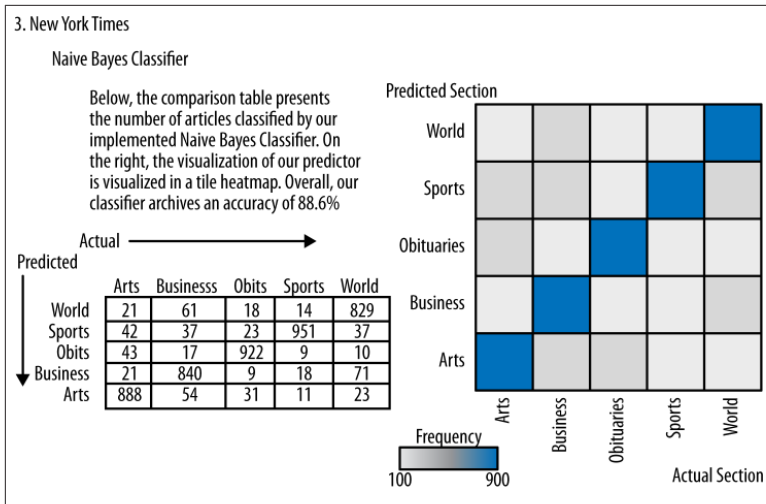 3. New York Times
Naive Bayes Classifier
Below, the comparison table presents
the number of articles classified by our
implemented Naive Bayes Classifier. On
the right, the visualization of our predictor
is visualized in a tile heatmap. Overall, our
classifier archives an accuracy of 88.6%
Actual
Predicted
Arts Businesss Obits Sports World
World 21 61 18 14 829
Sports 42 37 23 951 37
Obits 43 17 922 9 10
Business 21 840 9 18 71
Arts 888 54 31 11 23
Predicted Section
World
Sports
Obituaries
Business
Arts
Arts Business Obituaries Sports World
Frequency
100 900
Actual Section